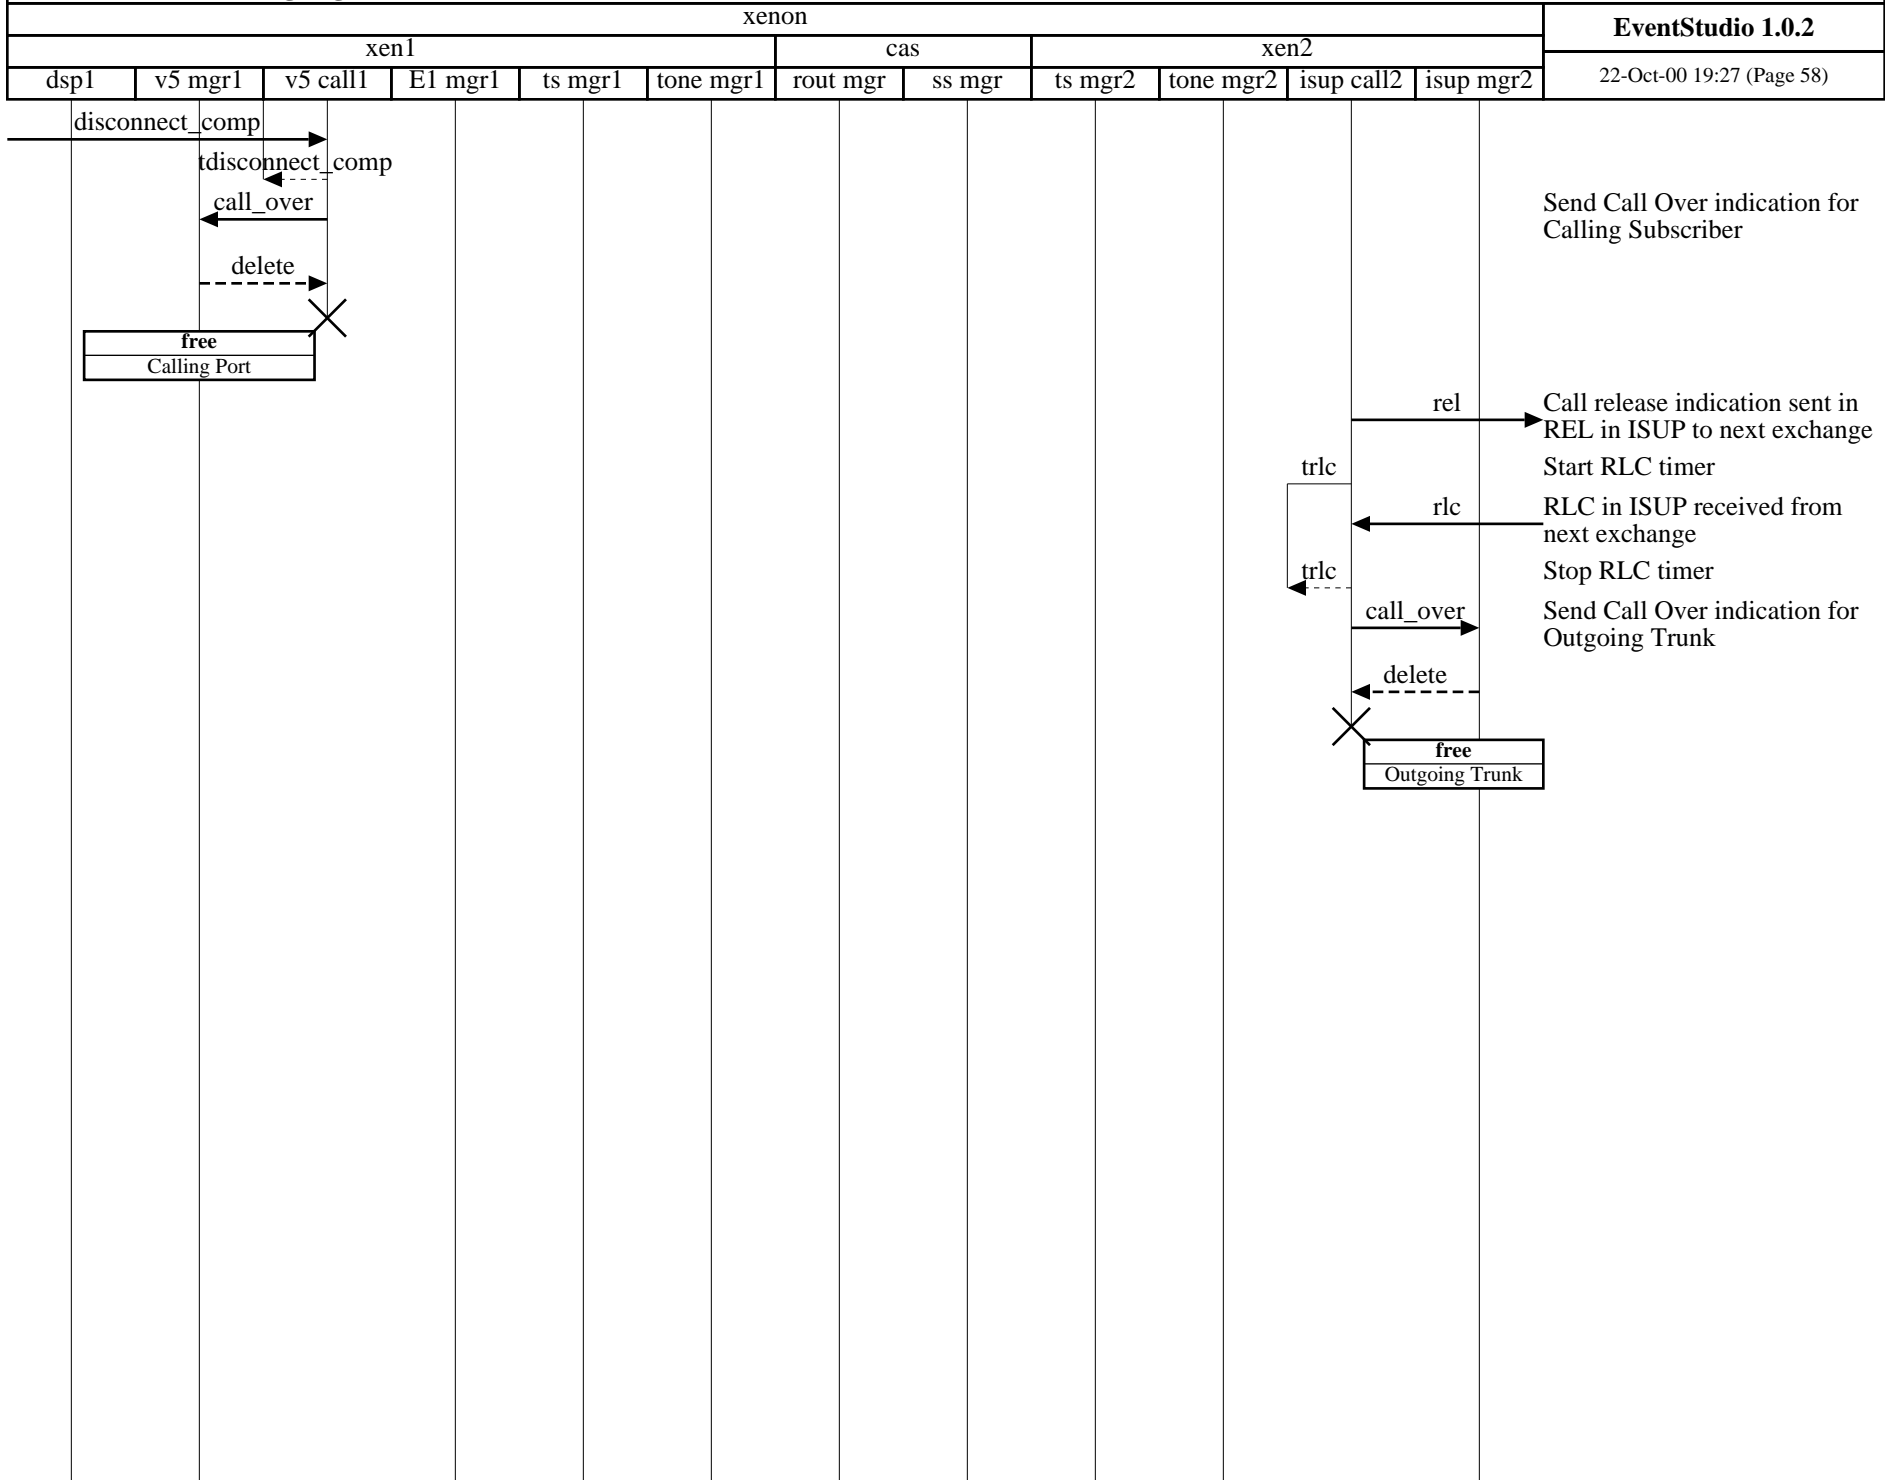 xenon
EventStudio 1.0.2
xen1 cas xen2
22-Oct-00 19:27 (Page 58)
dsp1 v5 mgr1 v5 call1 E1 mgr1 ts mgr1 tone mgr1 rout mgr ss mgr ts mgr2 tone mgr2 isup call2 isup mgr2
disconnect_comp
tdisconnect_comp
call_over
Send Call Over indication for
Calling Subscriber
delete
free
Calling Port
rel
Call release indication sent in
REL in ISUP to next exchange
trlc
Start RLC timer
rlc
RLC in ISUP received from
next exchange
trlc
Stop RLC timer
call_over
Send Call Over indication for
Outgoing Trunk
delete
free
Outgoing Trunk